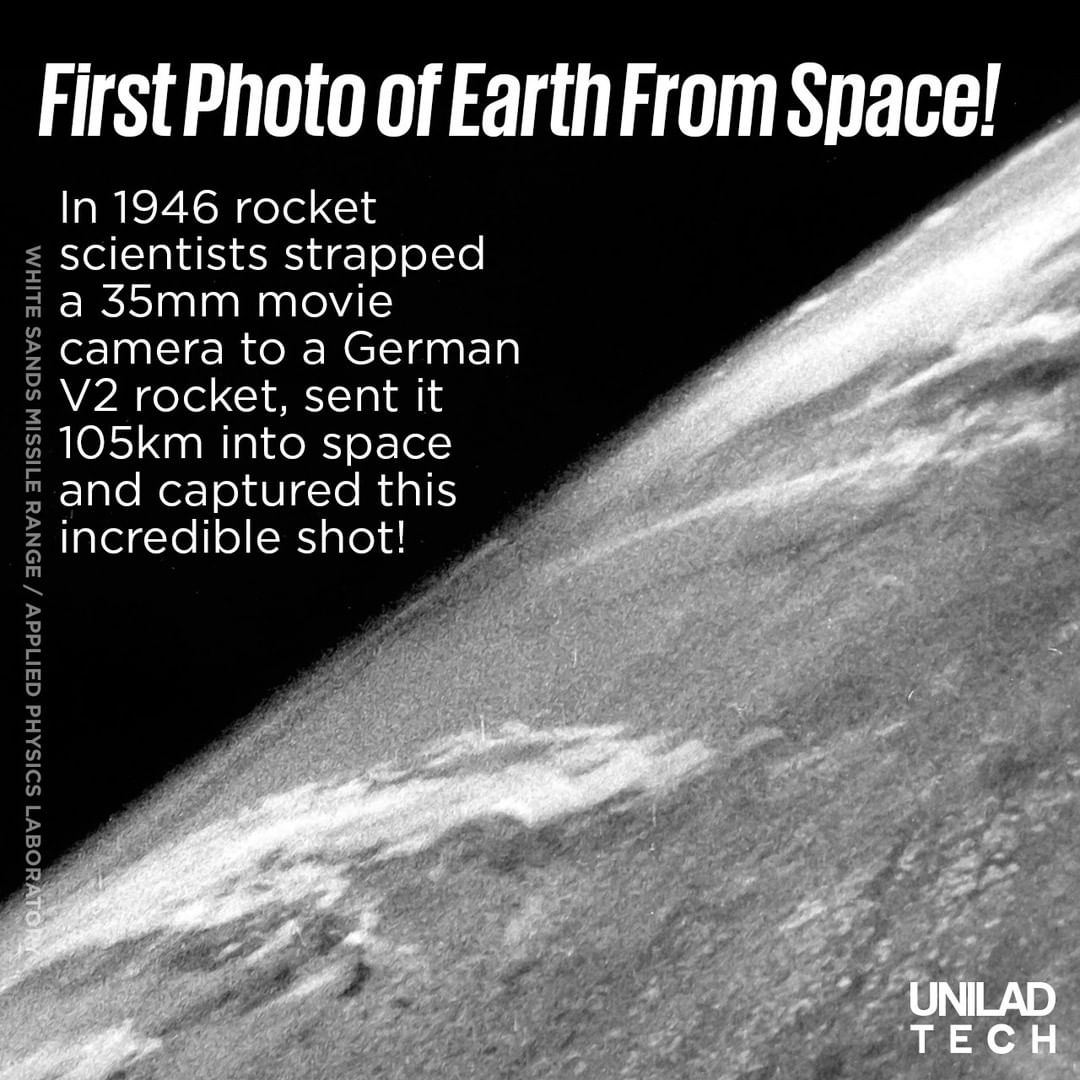 First Photo of Earth From Space!
In 1946 rocket
scientists strapped
a 35mm movie
camera to a German
V2 rocket, sent it
105km into space
and captured this
incredible shot!
WHITE SANDS MISSILE RANGE / APPLIED PHYSICS LABORATORY
UNILAD
TECH